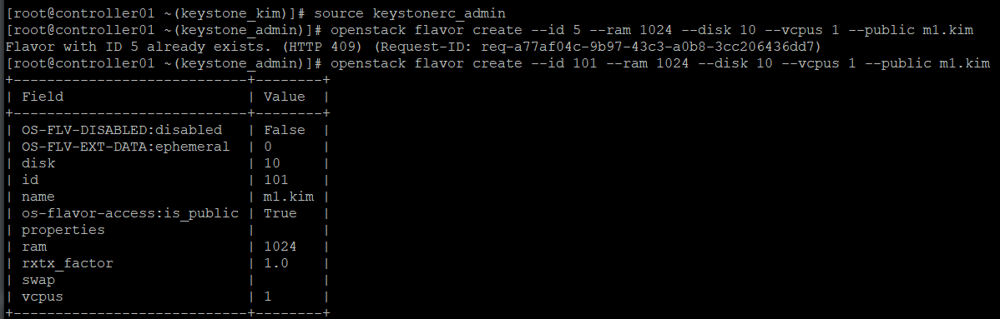 [root@controller01 ~(keystone_kim)]# source keystonerc_admin
[root@controller01 ~(keystone_admin)]# openstack flavor create --id 5 --ram 1024 --disk 10 --vcpus 1 --public m1.kim
Flavor with ID 5 already exists. (HTTP 409) (Request-ID: req-a77af04c-9b97-43c3-a0b8-3cc206436dd7)
[root@controller01 ~(keystone_admin)]# openstack flavor create --id 101 --ram 1024 --disk 10 --vcpus 1 --public m1.kim
+----------------------------+--------+
| Field                      | Value  |
+----------------------------+--------+
| OS-FLV-DISABLED:disabled   | False  |
| OS-FLV-EXT-DATA:ephemeral  | 0      |
| disk                       | 10     |
| id                         | 101    |
| name                       | m1.kim |
| os-flavor-access:is_public | True   |
| properties                 |        |
| ram                        | 1024   |
| rxtx_factor                | 1.0    |
| swap                       |        |
| vcpus                      | 1      |
+----------------------------+--------+